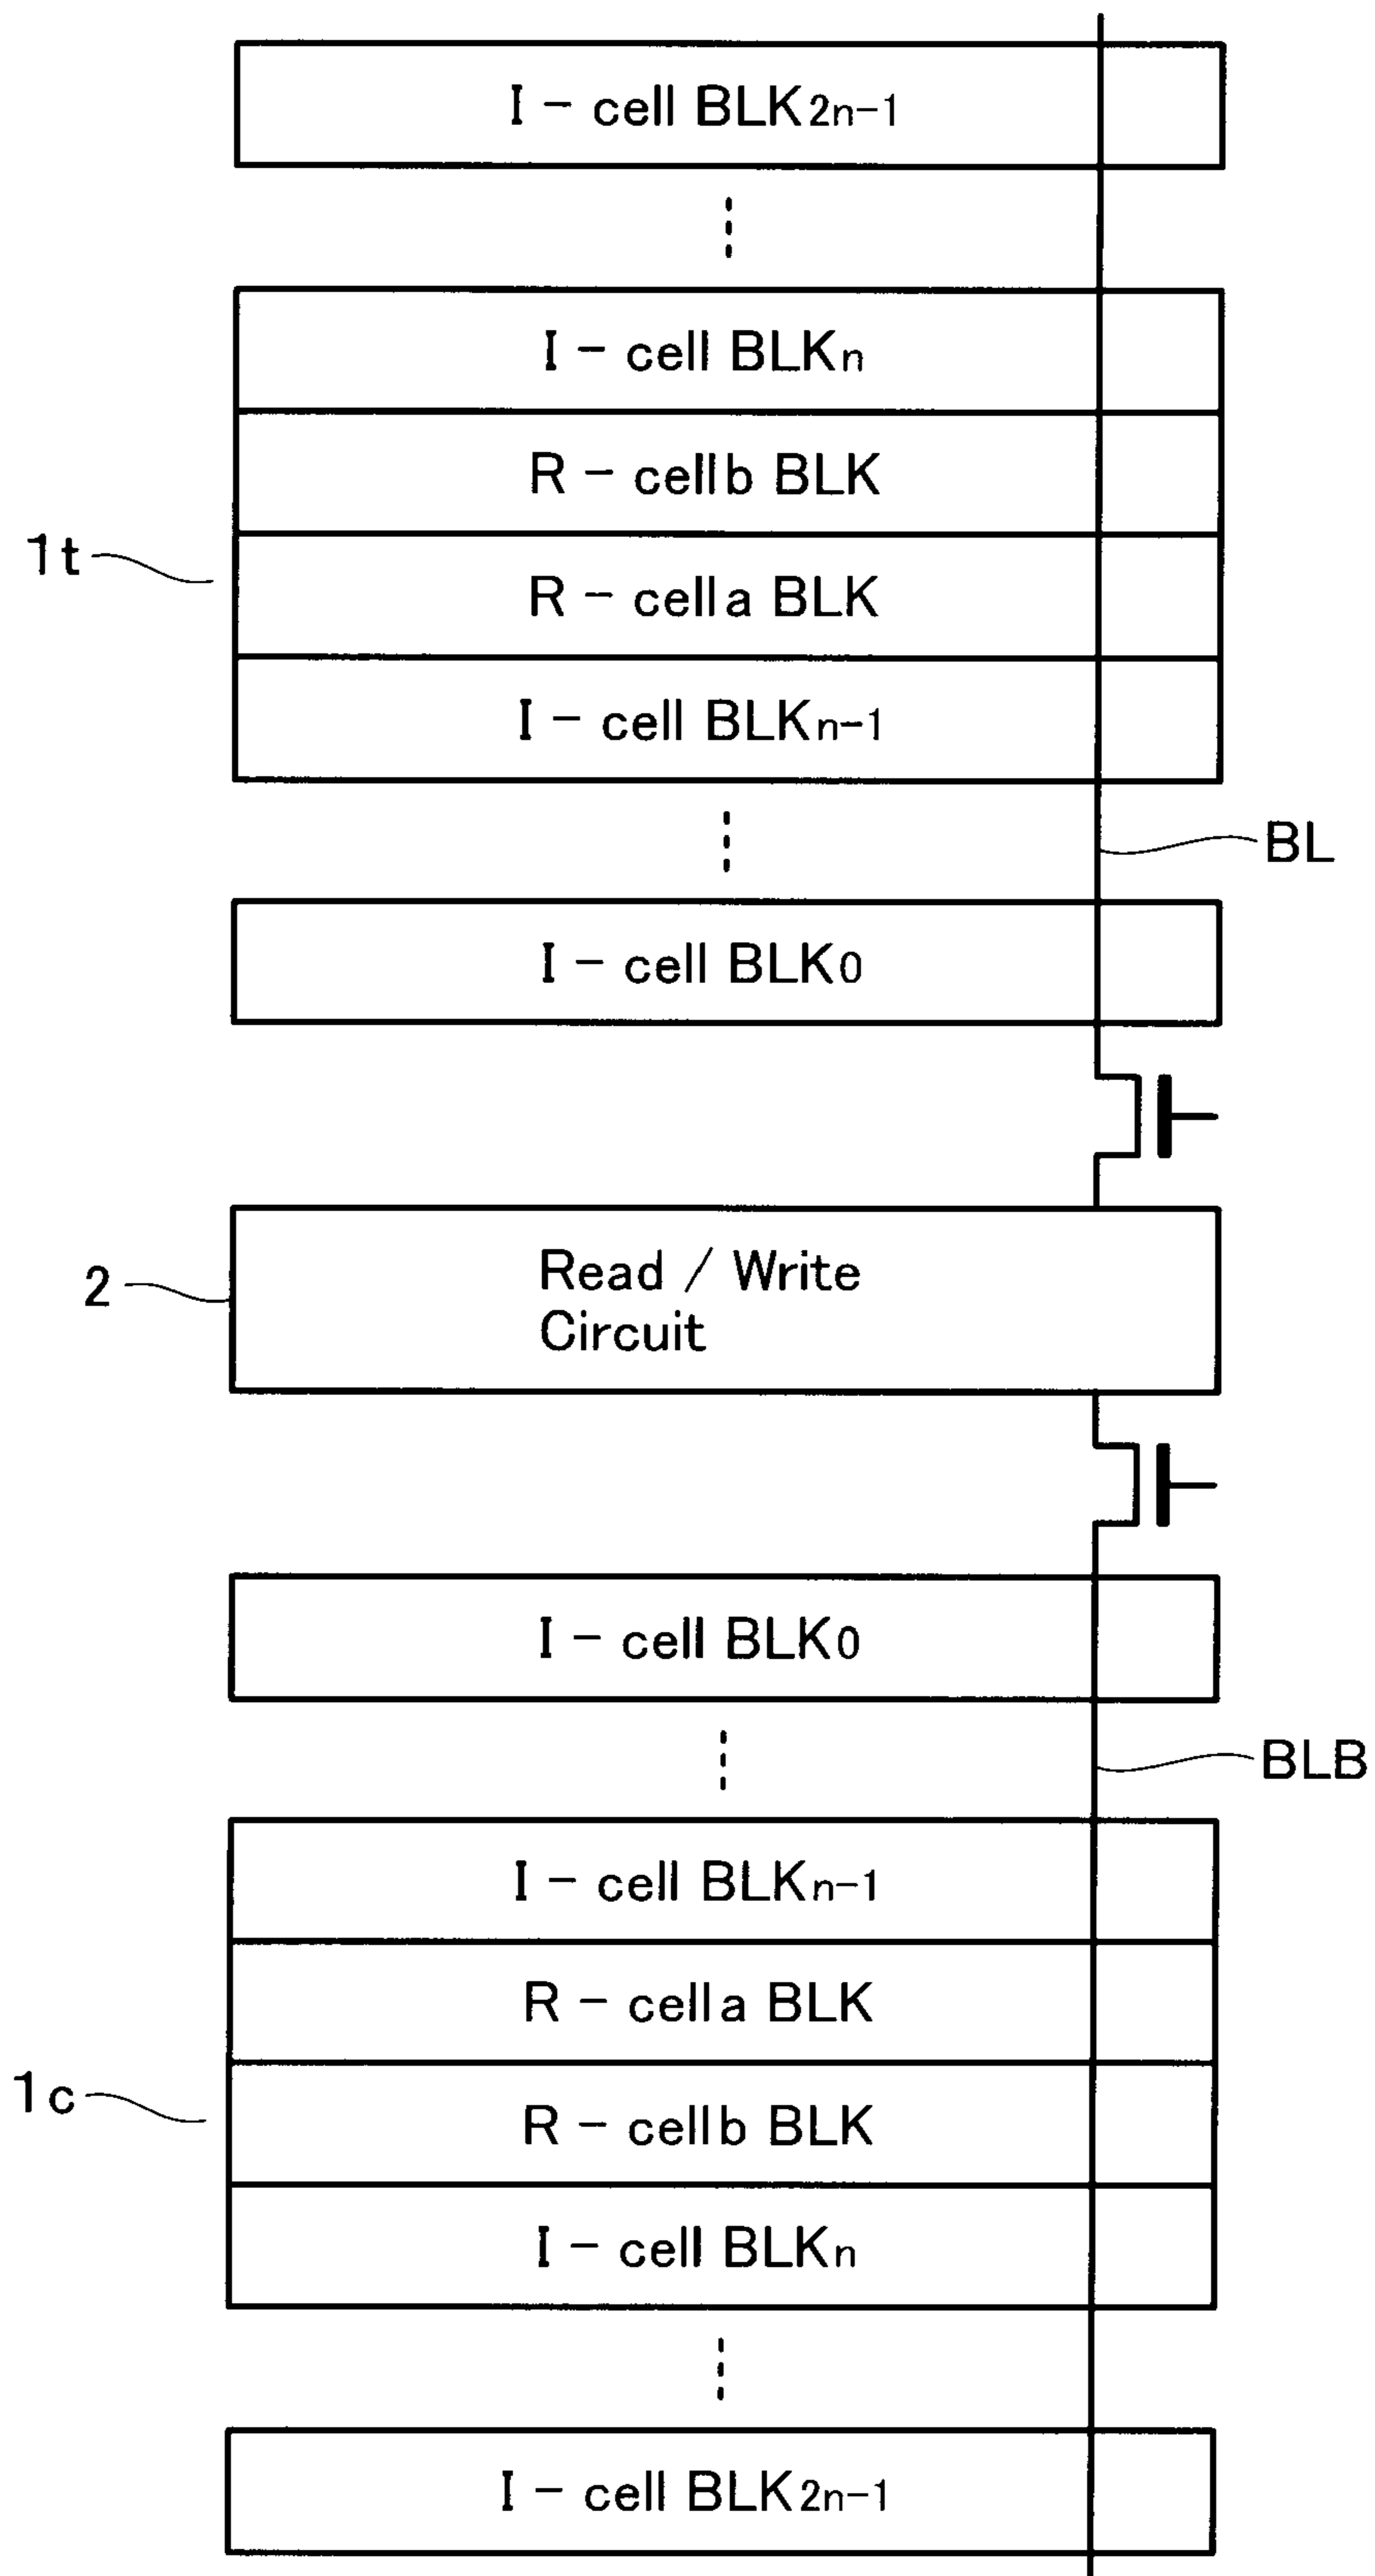 I - cell BLK2n-1
I - cell BLKn
R - cellb BLK
1t
R - cella BLK
I - cell BLKn-1
BL
I - cell BLK0
2
Read / Write
Circuit
I - cell BLK0
BLB
I - cell BLKn-1
R - cella BLK
1c
R - cellb BLK
I - cell BLKn
I - cell BLK2n-1